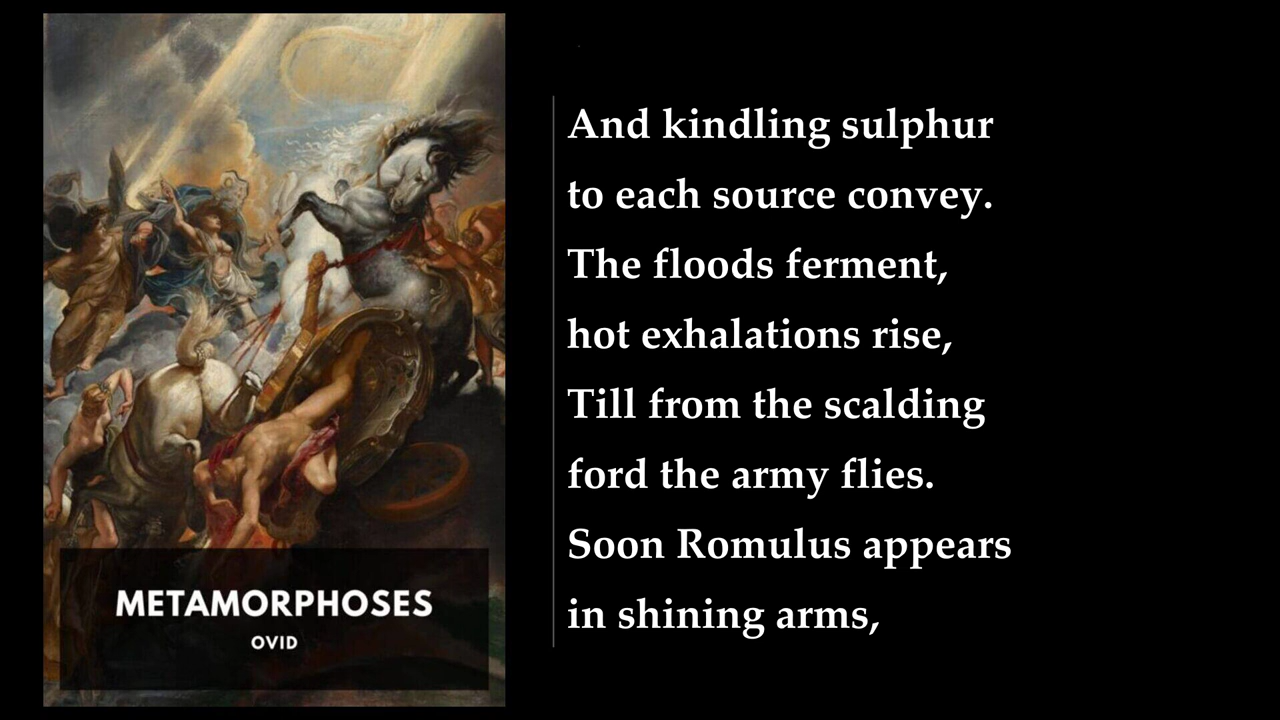 METAMORPHOSES
OVID
And kindling sulphur
to each source convey.
The floods ferment,
hot exhalations rise,
Till from the scalding
ford the army flies.
Soon Romulus appears
in shining arms,